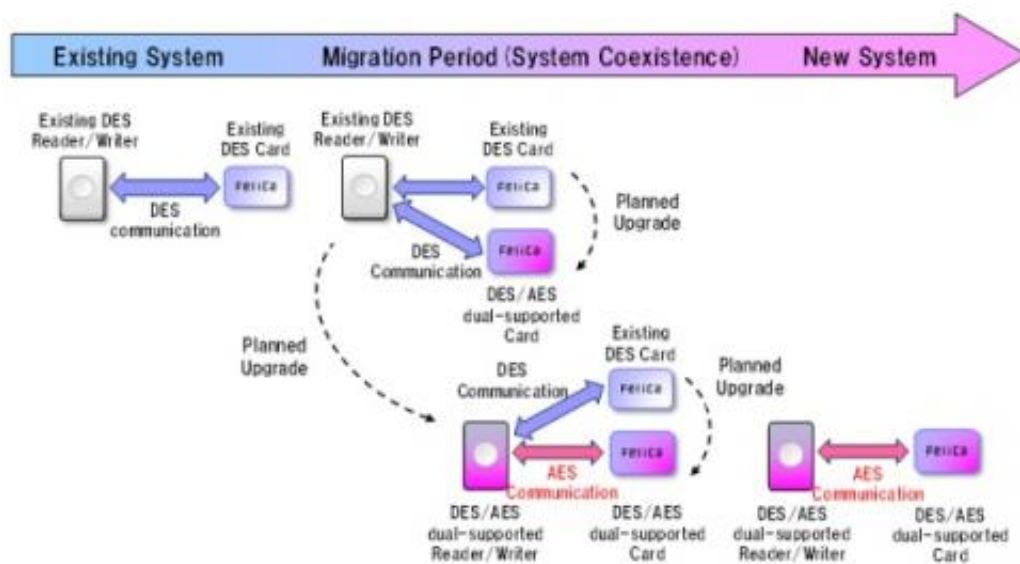 Existing System
Migration Period (System Coexistence)
New System
Existing DES
Reader/Writer
Existing
DES Card
FeliCa
DES
communication
Existing DES
Reader/Writer
Existing
DES Card
FeliCa
Planned
Upgrade
DES
Communication
FeliCa
DES/AES
dual-supported
Card
Planned
Upgrade
DES
Communication
Existing
DES Card
FeliCa
Planned
Upgrade
AES
Communication
FeliCa
DES/AES
dual-supported
Reader/Writer
DES/AES
dual-supported
Card
AES
Communication
FeliCa
DES/AES
dual-supported
Reader/Writer
DES/AES
dual-supported
Card